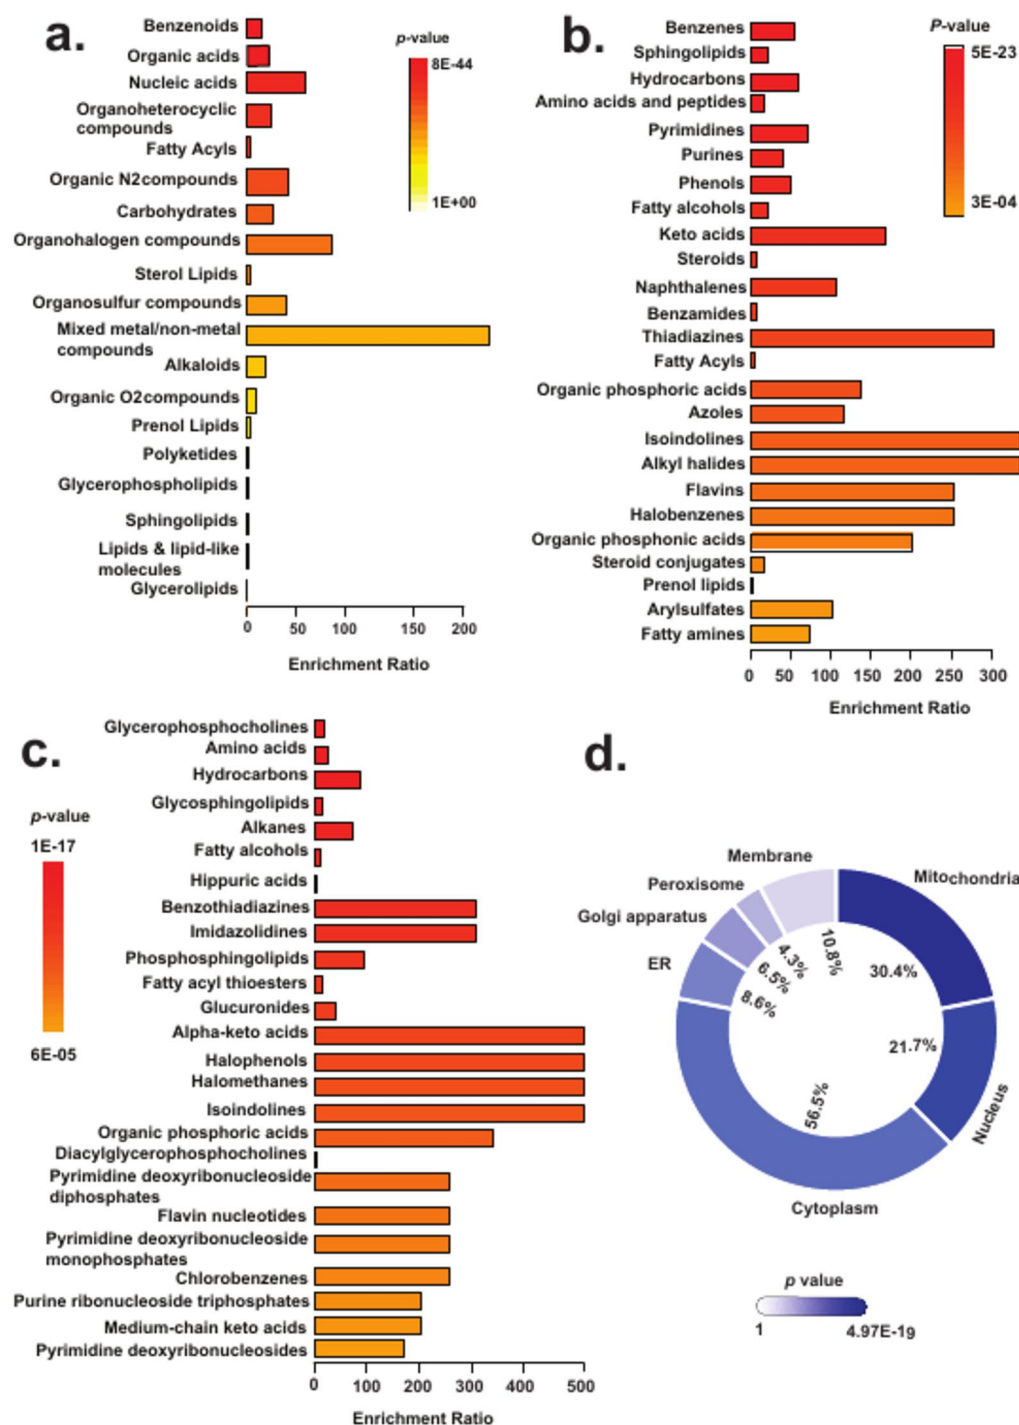 a.
p-value
8E-44
1E+00
Benzenoids
Organic acids
Nucleic acids
Organoheterocyclic
compounds
Fatty Acyls
Organic N2compounds
Carbohydrates
Organohalogen compounds
Sterol Lipids
Organosulfur compounds
Mixed metal/non-metal
compounds
Alkaloids
Organic O2compounds
Prenol Lipids
Polyketides
Glycerophospholipids
Sphingolipids
Lipids & lipid-like
molecules
Glycerolipids
0 50 100 150 200
Enrichment Ratio
b.
P-value
5E-23
3E-04
Benzenes
Sphingolipids
Hydrocarbons
Amino acids and peptides
Pyrimidines
Purines
Phenols
Fatty alcohols
Keto acids
Steroids
Naphthalenes
Benzamides
Thiadiazines
Fatty Acyls
Organic phosphoric acids
Azoles
Isoindolines
Alkyl halides
Flavins
Halobenzenes
Organic phosphonic acids
Steroid conjugates
Prenol lipids
Arylsulfates
Fatty amines
0 50 100 150 200 250 300
Enrichment Ratio
c.
p-value
1E-17
6E-05
Glycerophosphocholines
Amino acids
Hydrocarbons
Glycosphingolipids
Alkanes
Fatty alcohols
Hippuric acids
Benzothiadiazines
Imidazolidines
Phosphosphingolipids
Fatty acyl thioesters
Glucuronides
Alpha-keto acids
Halophenols
Halomethanes
Isoindolines
Organic phosphoric acids
Diacylglycerophosphocholines
Pyrimidine deoxyribonucleoside
diphosphates
Flavin nucleotides
Pyrimidine deoxyribonucleoside
monophosphates
Chlorobenzenes
Purine ribonucleoside triphosphates
Medium-chain keto acids
Pyrimidine deoxyribonucleosides
0 100 200 300 400 500
Enrichment Ratio
d.
Membrane
Peroxisome
Golgi apparatus
ER
Mitochondria
Nucleus
Cytoplasm
10.8%
4.3%
6.5%
8.6%
30.4%
21.7%
56.5%
p value
1 4.97E-19